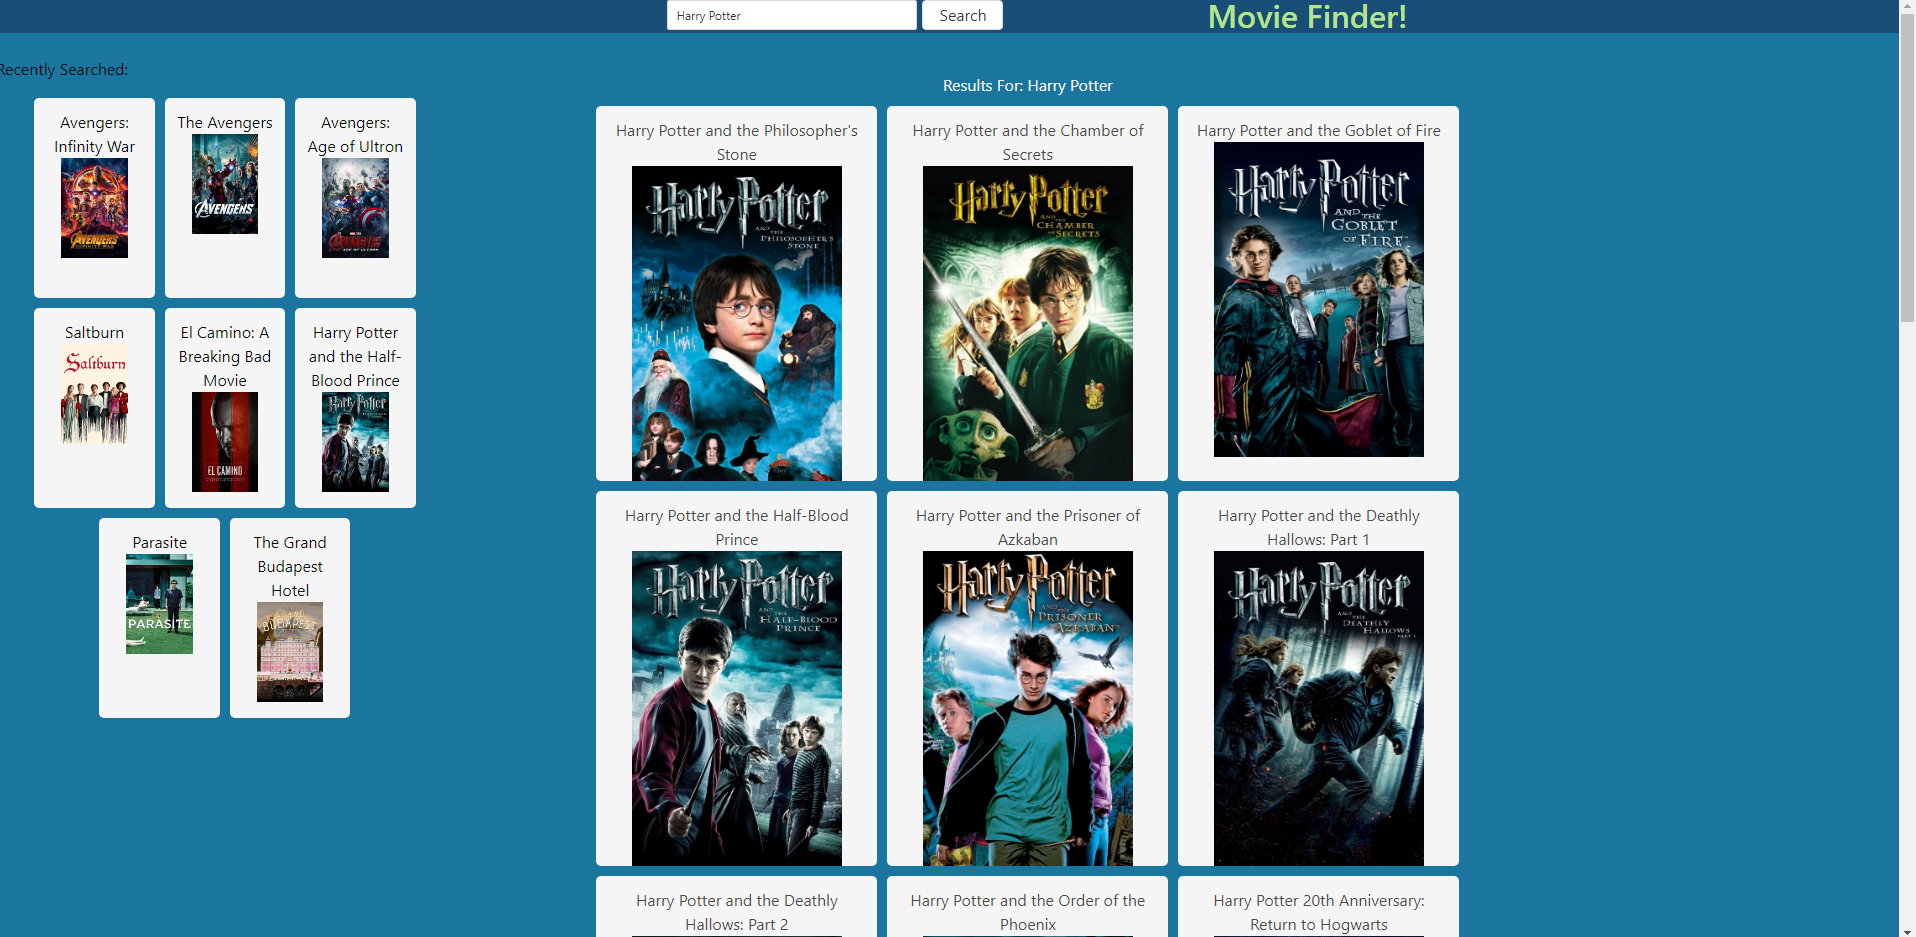 Harry Potter
Search
Movie Finder!
Recently Searched:
Avengers:
Infinity War
AVENGERS
INFINITY WAR
The Avengers
AVENGERS
Avengers:
Age of Ultron
AVENGERS
AGE OF ULTRON
Saltburn
Saltburn
El Camino: A
Breaking Bad
Movie
EL CAMINO
Harry Potter
and the Half-
Blood Prince
Harry Potter
Parasite
PARASITE
The Grand
Budapest
Hotel
GRAND
BUDAPEST
Results For: Harry Potter
Harry Potter and the Philosopher's
Stone
Harry Potter
AND THE
PHILOSOPHER'S
STONE
Harry Potter and the Chamber of
Secrets
Harry Potter
AND THE
CHAMBER
OF SECRETS
Harry Potter and the Goblet of Fire
Harry Potter
AND THE
GOBLET
OF FIRE
Harry Potter and the Half-Blood
Prince
Harry Potter
AND THE
HALF-BLOOD
PRINCE
Harry Potter and the Prisoner of
Azkaban
Harry Potter
AND THE
PRISONER
OF AZKABAN
Harry Potter and the Deathly
Hallows: Part 1
Harry Potter
AND THE
DEATHLY
HALLOWS
PART 1
Harry Potter and the Deathly
Hallows: Part 2
Harry Potter and the Order of the
Phoenix
Harry Potter 20th Anniversary:
Return to Hogwarts